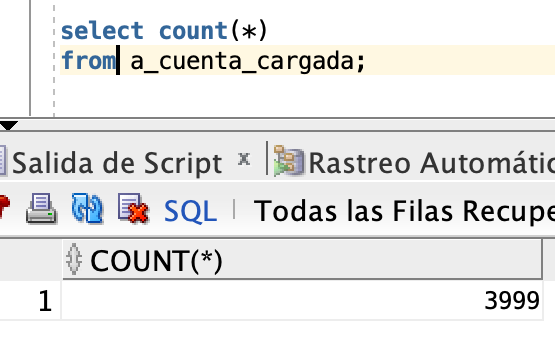 select count(*)
from a_cuenta_cargada;
Salida de Script x
Rastreo Automátic
SQL
Todas las Filas Recupe
COUNT(*)
1 3999